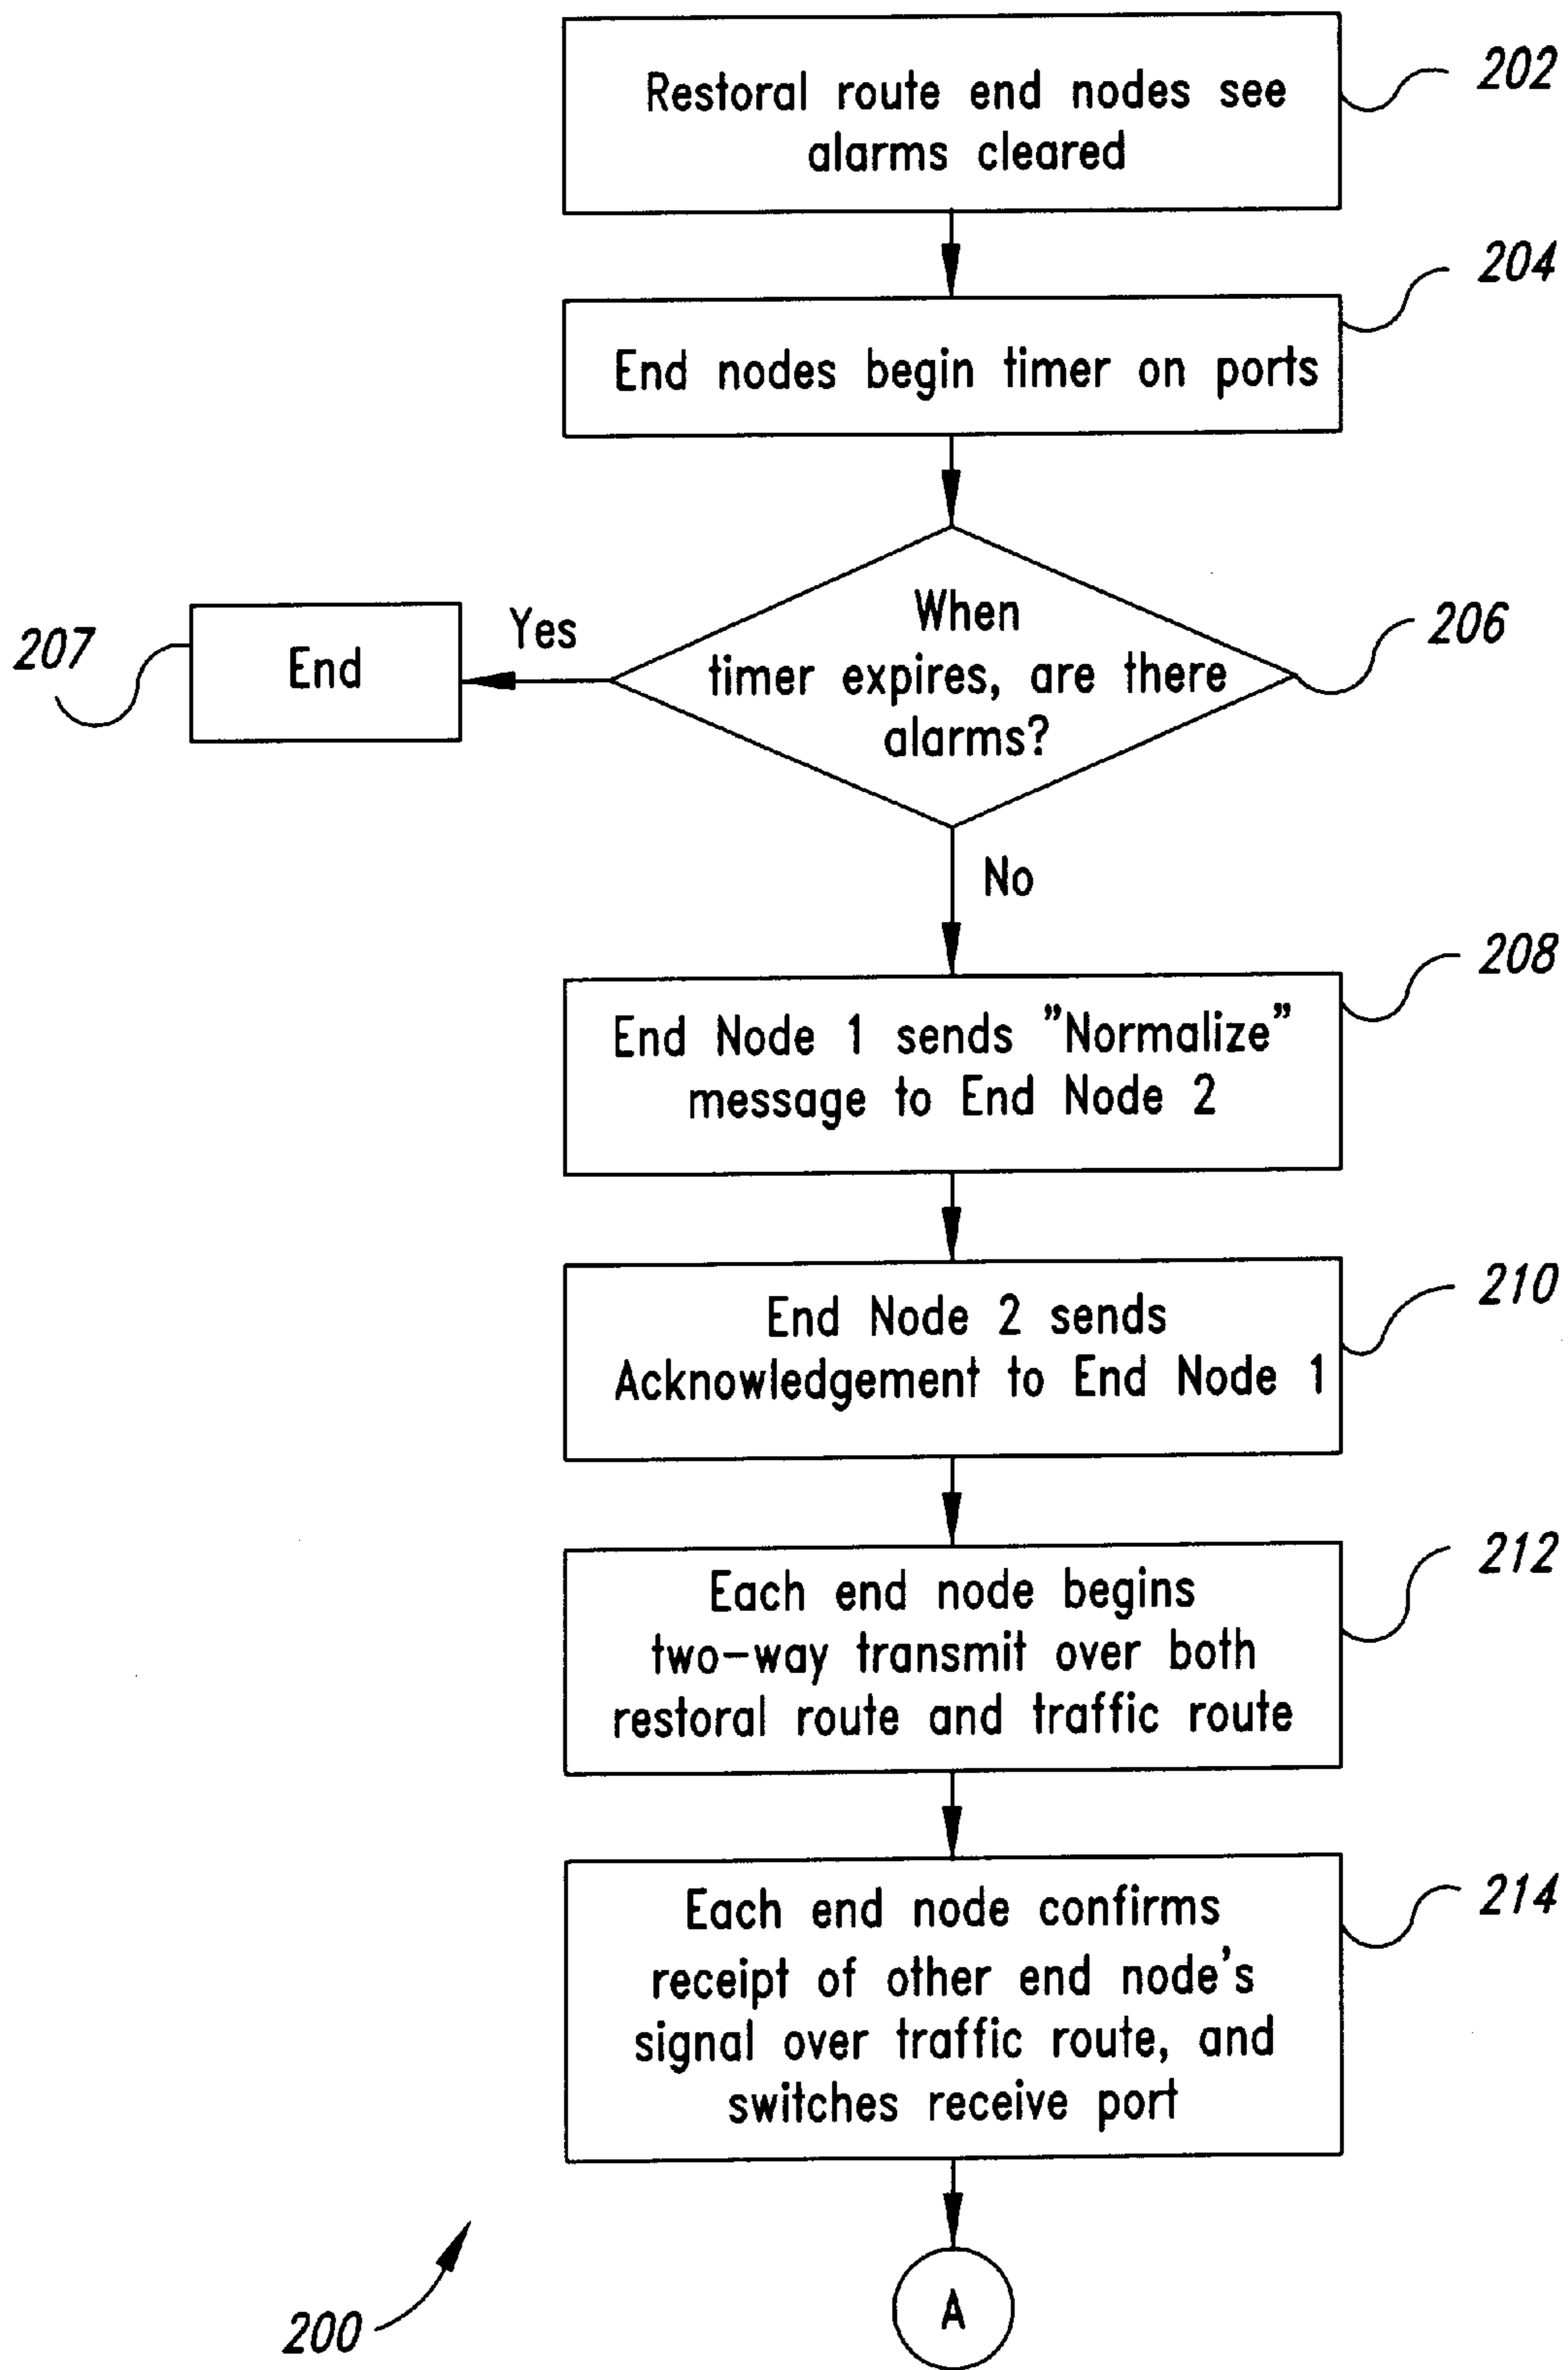 Restoral route end nodes see
alarms cleared
202
204
End nodes begin timer on ports
When
timer expires, are there
alarms?
206
Yes
End
207
No
208
End Node 1 sends ”Normalize”
message to End Node 2
210
End Node 2 sends
Acknowledgement to End Node 1
212
Each end node begins
two-way transmit over both
restoral route and traffic route
214
Each end node confirms
receipt of other end node's
signal over traffic route, and
switches receive port
A
200